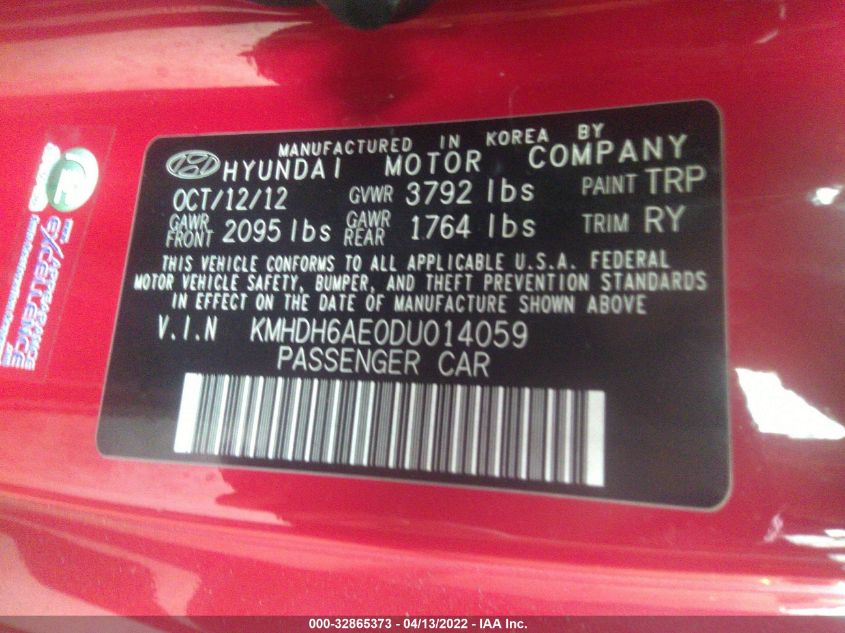 MANUFACTURED IN KOREA BY
HYUNDAI MOTOR COMPANY
OCT/12/12 GVWR 3792 lbs PAINT TRP
GAWR FRONT 2095 lbs GAWR REAR 1764 lbs TRIM RY
THIS VEHICLE CONFORMS TO ALL APPLICABLE U.S.A. FEDERAL
MOTOR VEHICLE SAFETY, BUMPER, AND THEFT PREVENTION STANDARDS
IN EFFECT ON THE DATE OF MANUFACTURE SHOWN ABOVE
V.I.N KMHDH6AE0DU014059
PASSENGER CAR
APPEARANCE
EXCELLENCE
000-32865373 - 04/13/2022 - IAA Inc.